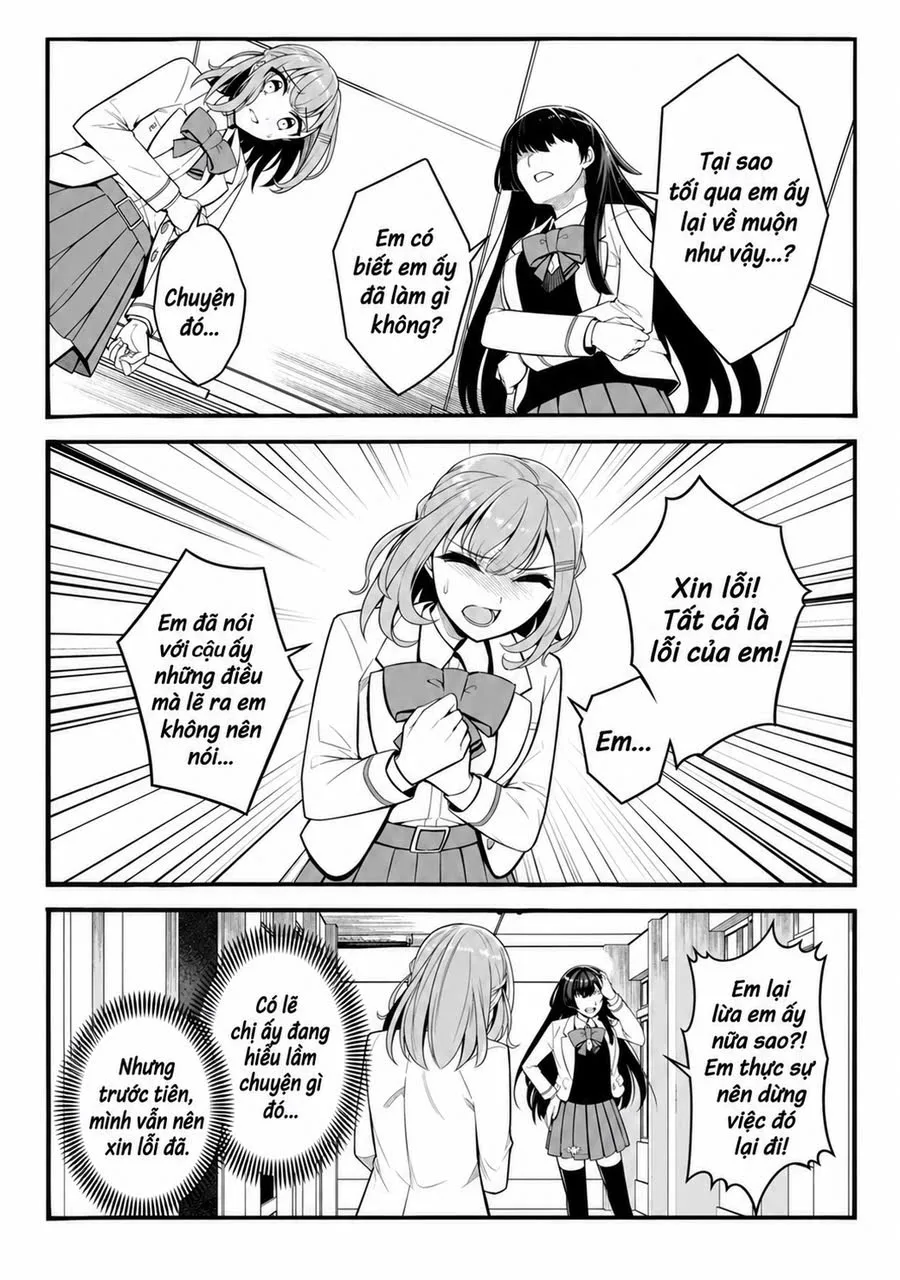 Tại sao
tối qua em ấy
lại về muộn
như vậy...?
Em có
biết em ấy
đã làm gì
không?
Chuyện
đó...
Xin lỗi!
Tất cả là
lỗi của em!
Em...
Em đã nói
với cậu ấy
những điều
mà lẽ ra em
không nên
nói...
Em lại
lừa em ấy
nữa sao?!
Em thực sự
nên dừng
việc đó
lại đi!
Có lẽ
chị ấy đang
hiểu lầm
chuyện gì
đó...
Nhưng
trước tiên,
mình vẫn nên
xin lỗi đã.